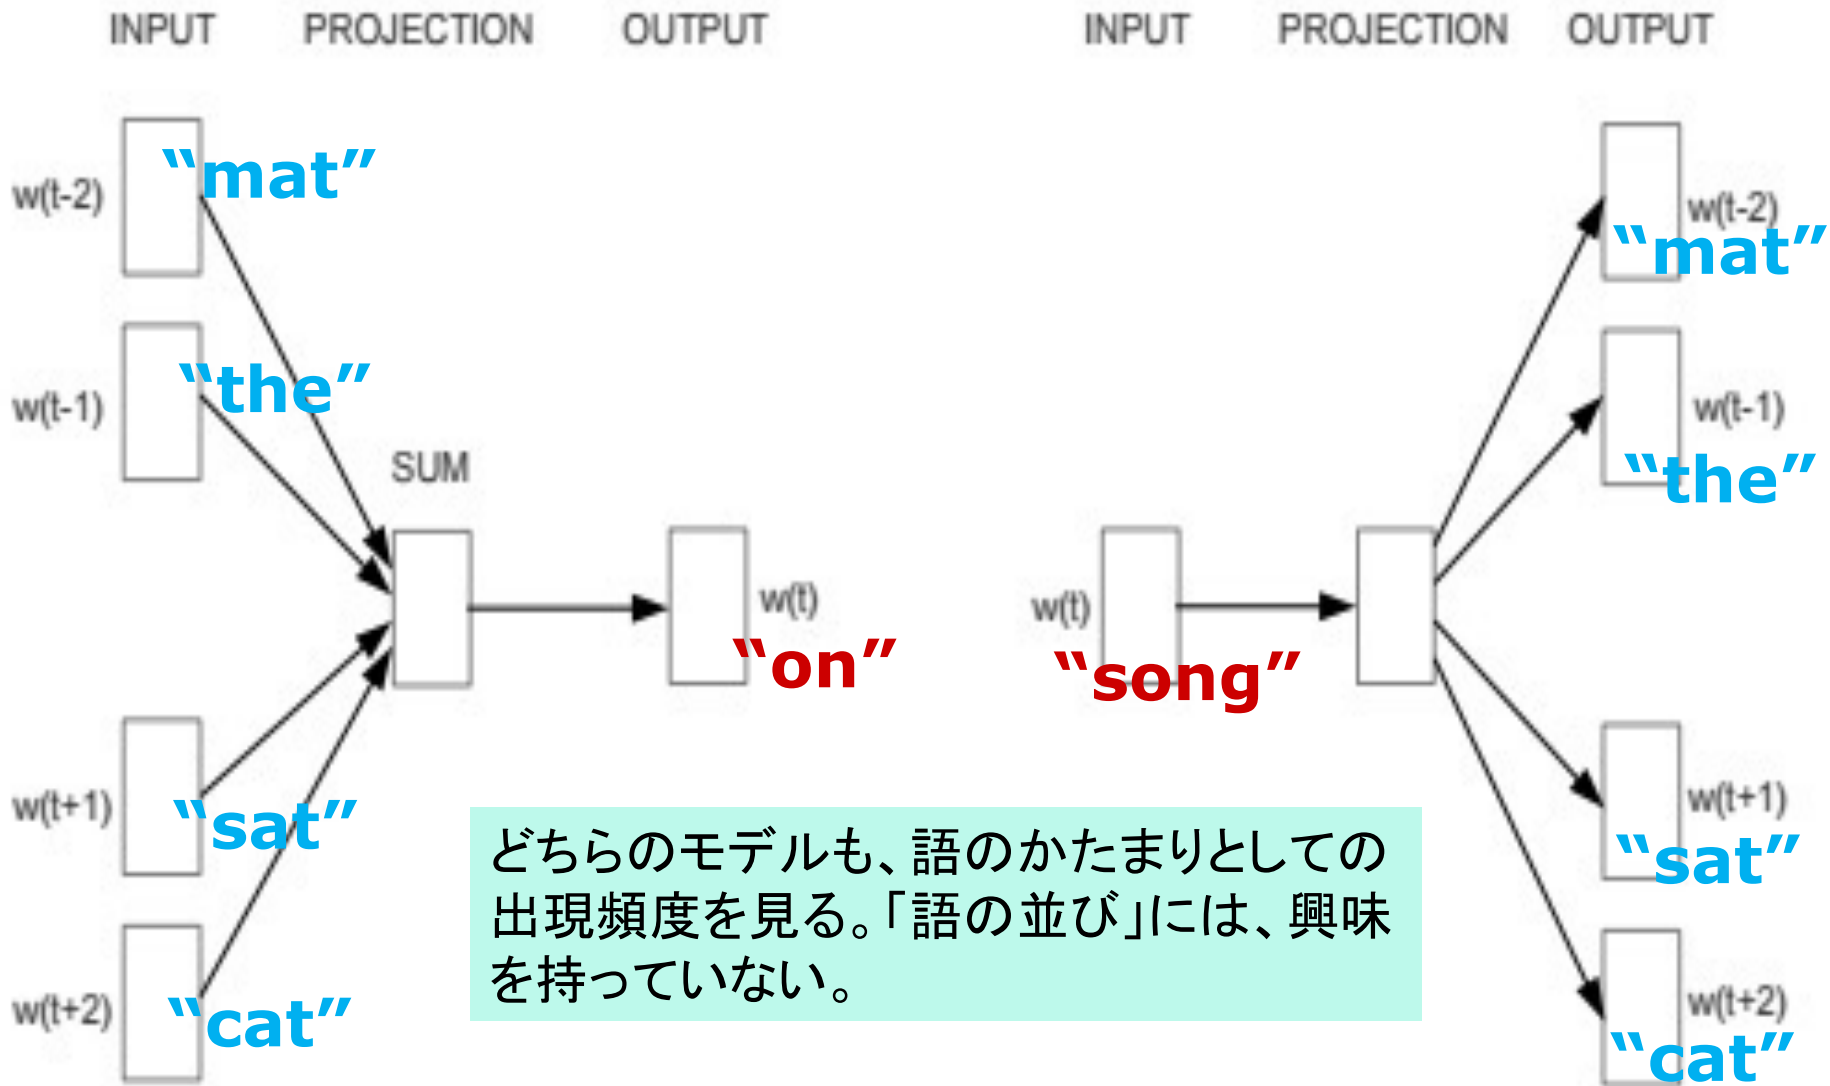 INPUT PROJECTION OUTPUT
w(t-2) “mat”
w(t-1) “the”
SUM
w(t) “on”
w(t+1) “sat”
w(t+2) “cat”
INPUT PROJECTION OUTPUT
w(t-2) “mat”
w(t-1) “the”
w(t) “song”
w(t+1) “sat”
w(t+2) “cat”
どちらのモデルも、語のかたまりとしての
出現頻度を見る。「語の並び」には、興味
を持っていない。